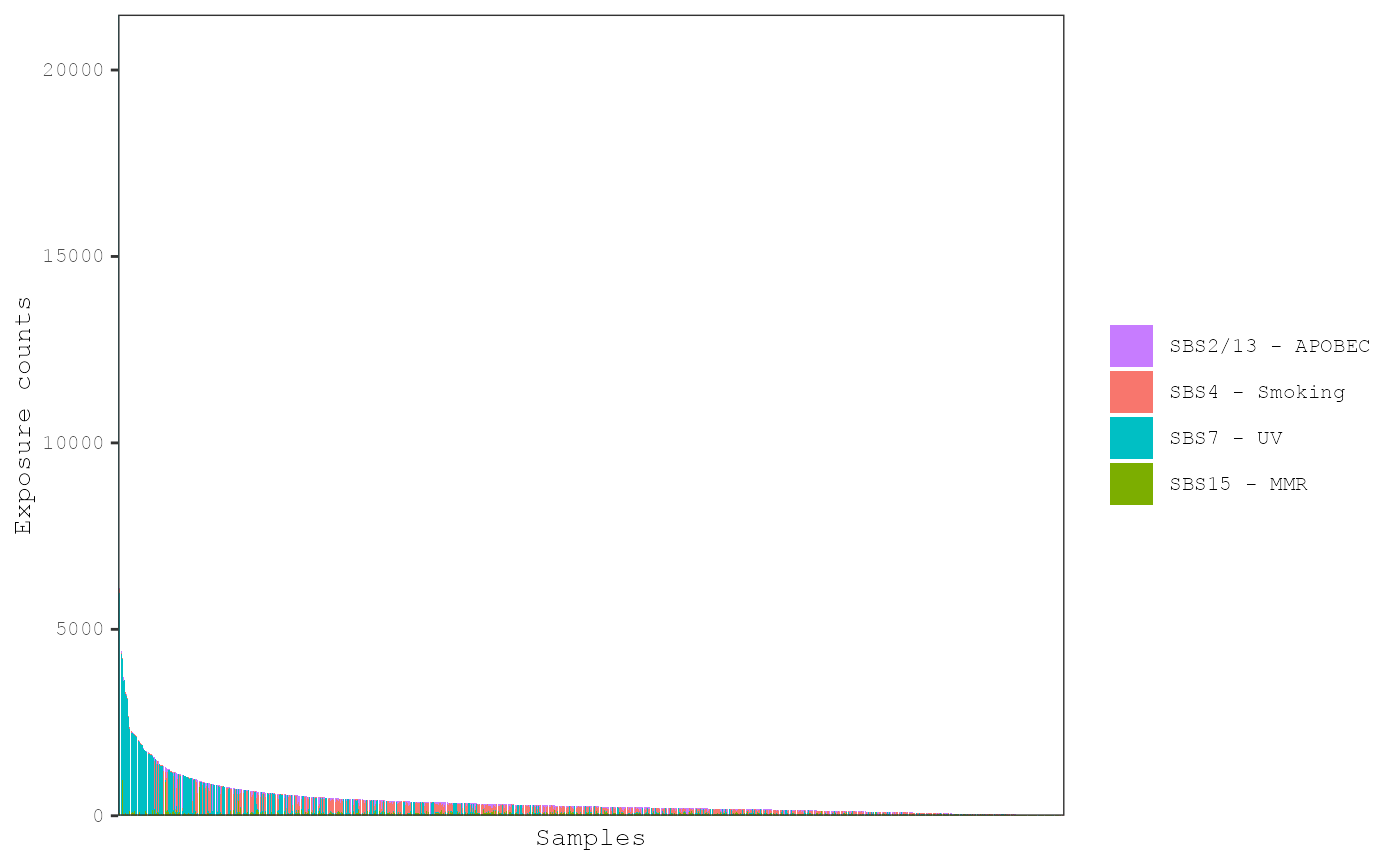 20000
15000
10000
5000
0
Exposure counts
Samples
SBS2/13 - APOBEC
SBS4 - Smoking
SBS7 - UV
SBS15 - MMR